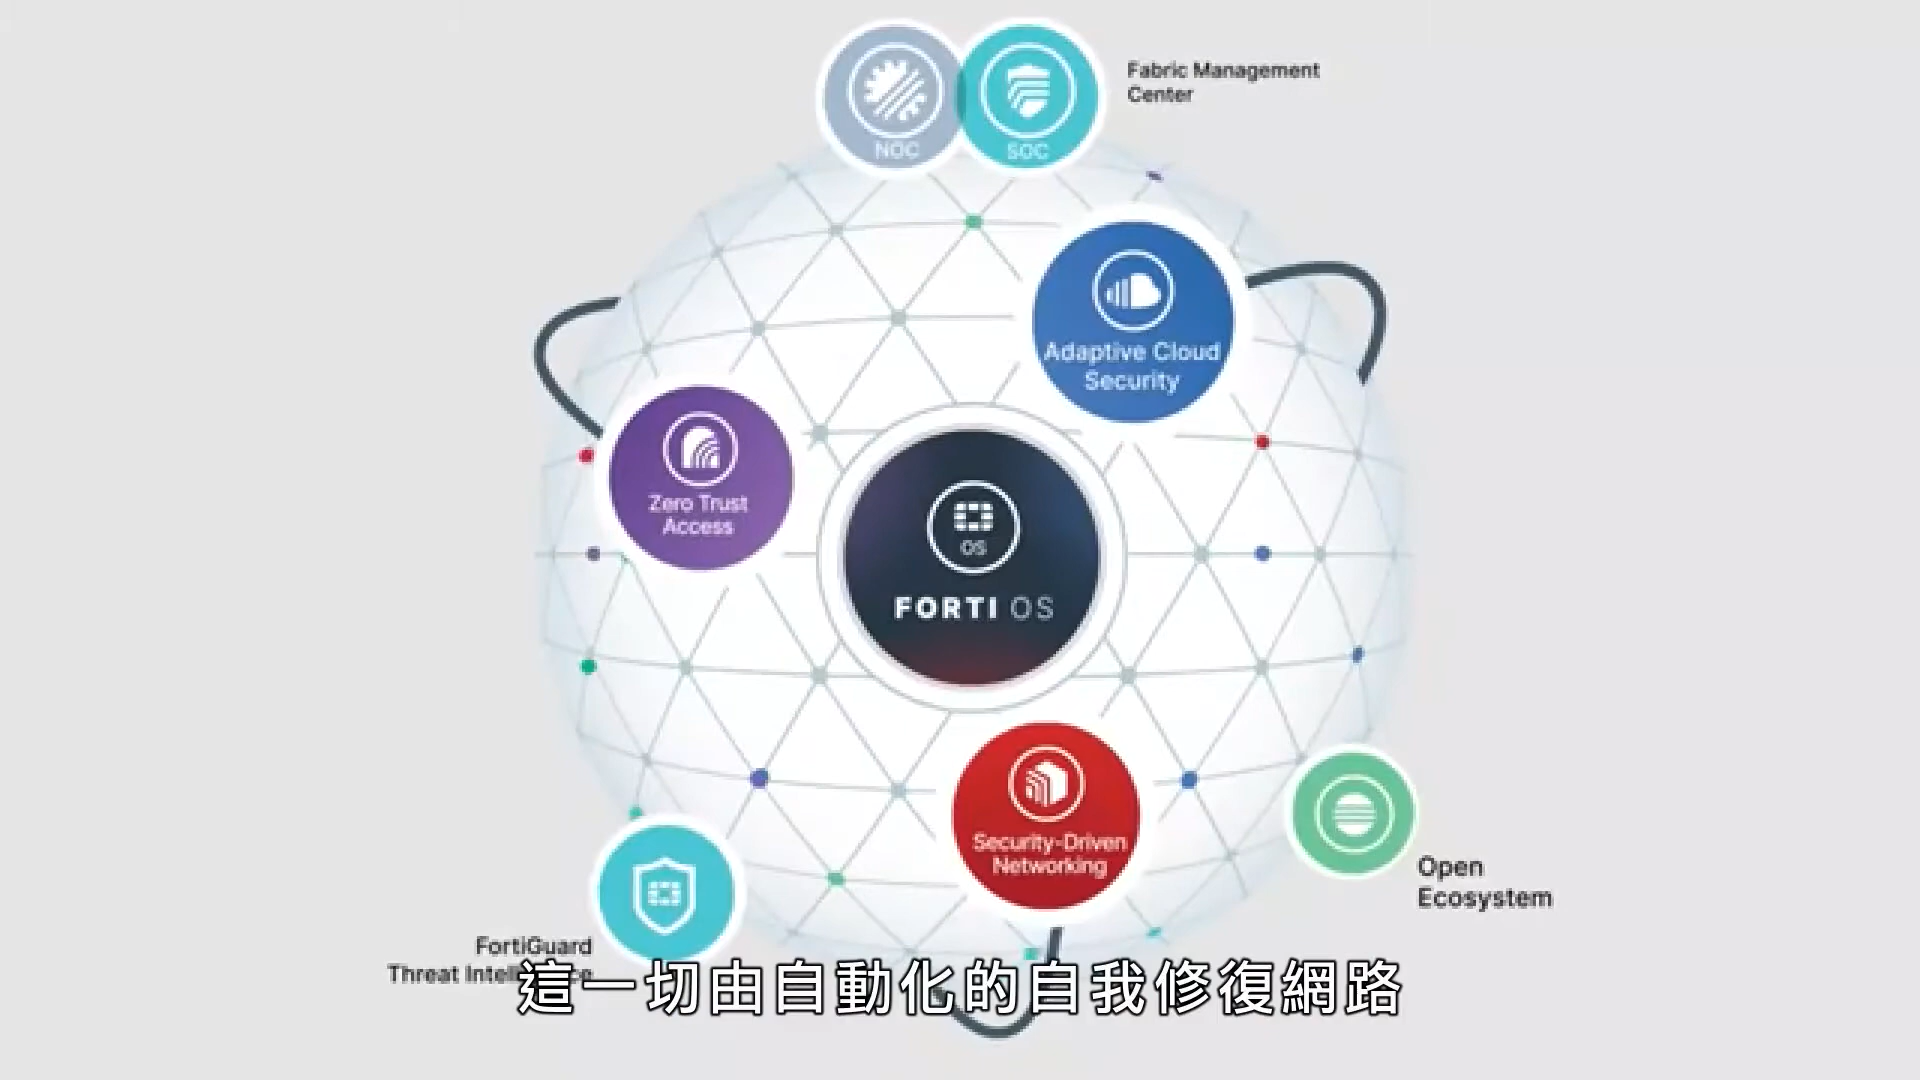 NOC
SOC
Fabric Management
Center
Adaptive Cloud
Security
Zero Trust
Access
OS
FORTI OS
Security-Driven
Networking
Open
Ecosystem
FortiGuard
Threat
這一切由自動化的自我修復網路